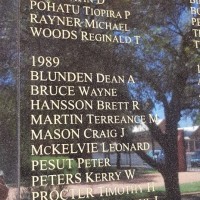 POHATU TIOPIRA P
RAYNER MICHAEL
WOODS REGINALD T
1989
BLUNDEN DEAN A
BRUCE WAYNE
HANSSON BRETT R
MARTIN TERREANCE M
MASON CRAIG J
MCKELVIE LEONARD
PESUT PETER
PETERS KERRY W
PROCTER TIMOTHY H